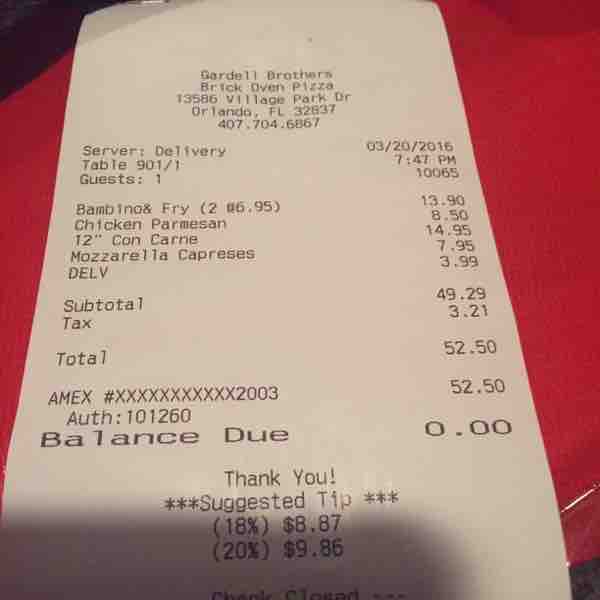 Gardell Brothers
Brick Oven Pizza
13586 Village Park Dr
Orlando, FL 32837
407.704.6867
Server: Delivery 03/20/2016
Table 901/1 7:47 PM
Guests: 1 10065
Bambino& Fry (2 @6.95) 13.90
Chicken Parmesan 8.50
12" Con Carne 14.95
Mozzarella Capreses 7.95
DELV 3.99
Subtotal 49.29
Tax 3.21
Total 52.50
AMEX #XXXXXXXXXXX2003 52.50
Auth:101260
Balance Due 0.00
Thank You!
***Suggested Tip ***
(18%) $8.87
(20%) $9.86
Check Closed ---